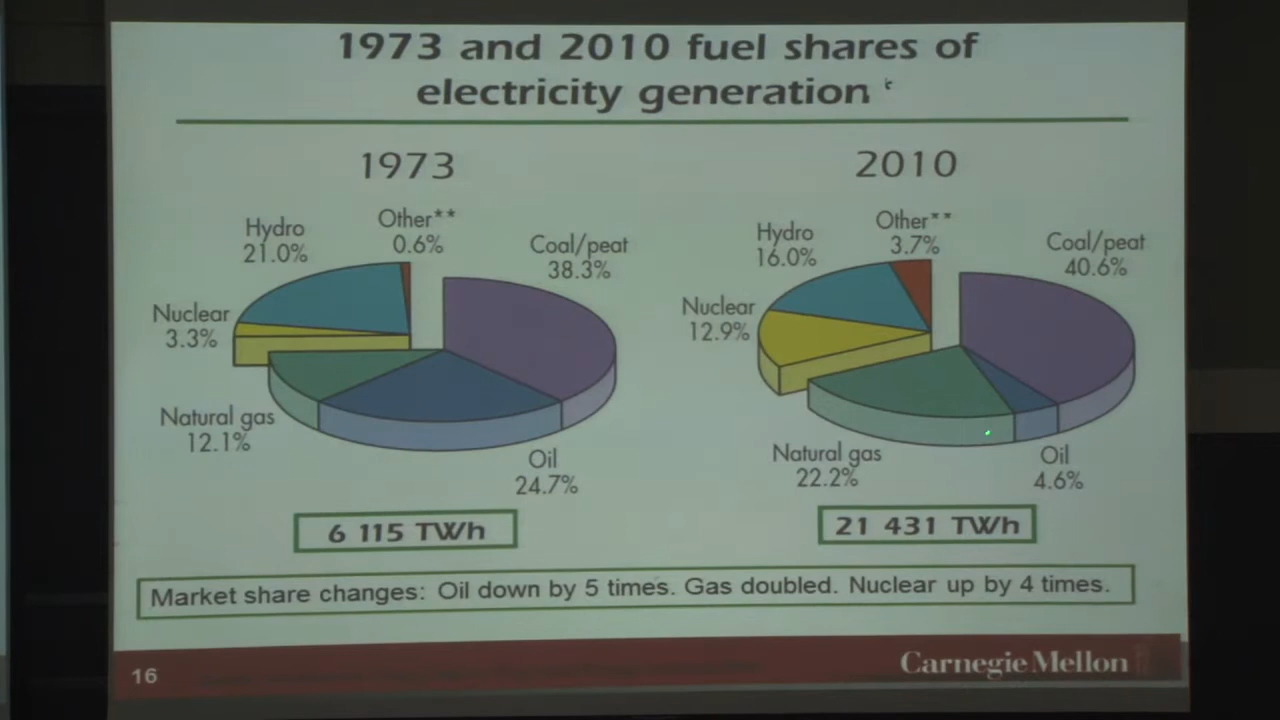 1973 and 2010 fuel shares of
electricity generation
1973
2010
Hydro
21.0%
Other**
0.6%
Coal/peat
38.3%
Nuclear
3.3%
Natural gas
12.1%
Oil
24.7%
6 115 TWh
Hydro
16.0%
Other**
3.7%
Coal/peat
40.6%
Nuclear
12.9%
Natural gas
22.2%
Oil
4.6%
21 431 TWh
Market share changes: Oil down by 5 times. Gas doubled. Nuclear up by 4 times.
16
Carnegie Mellon